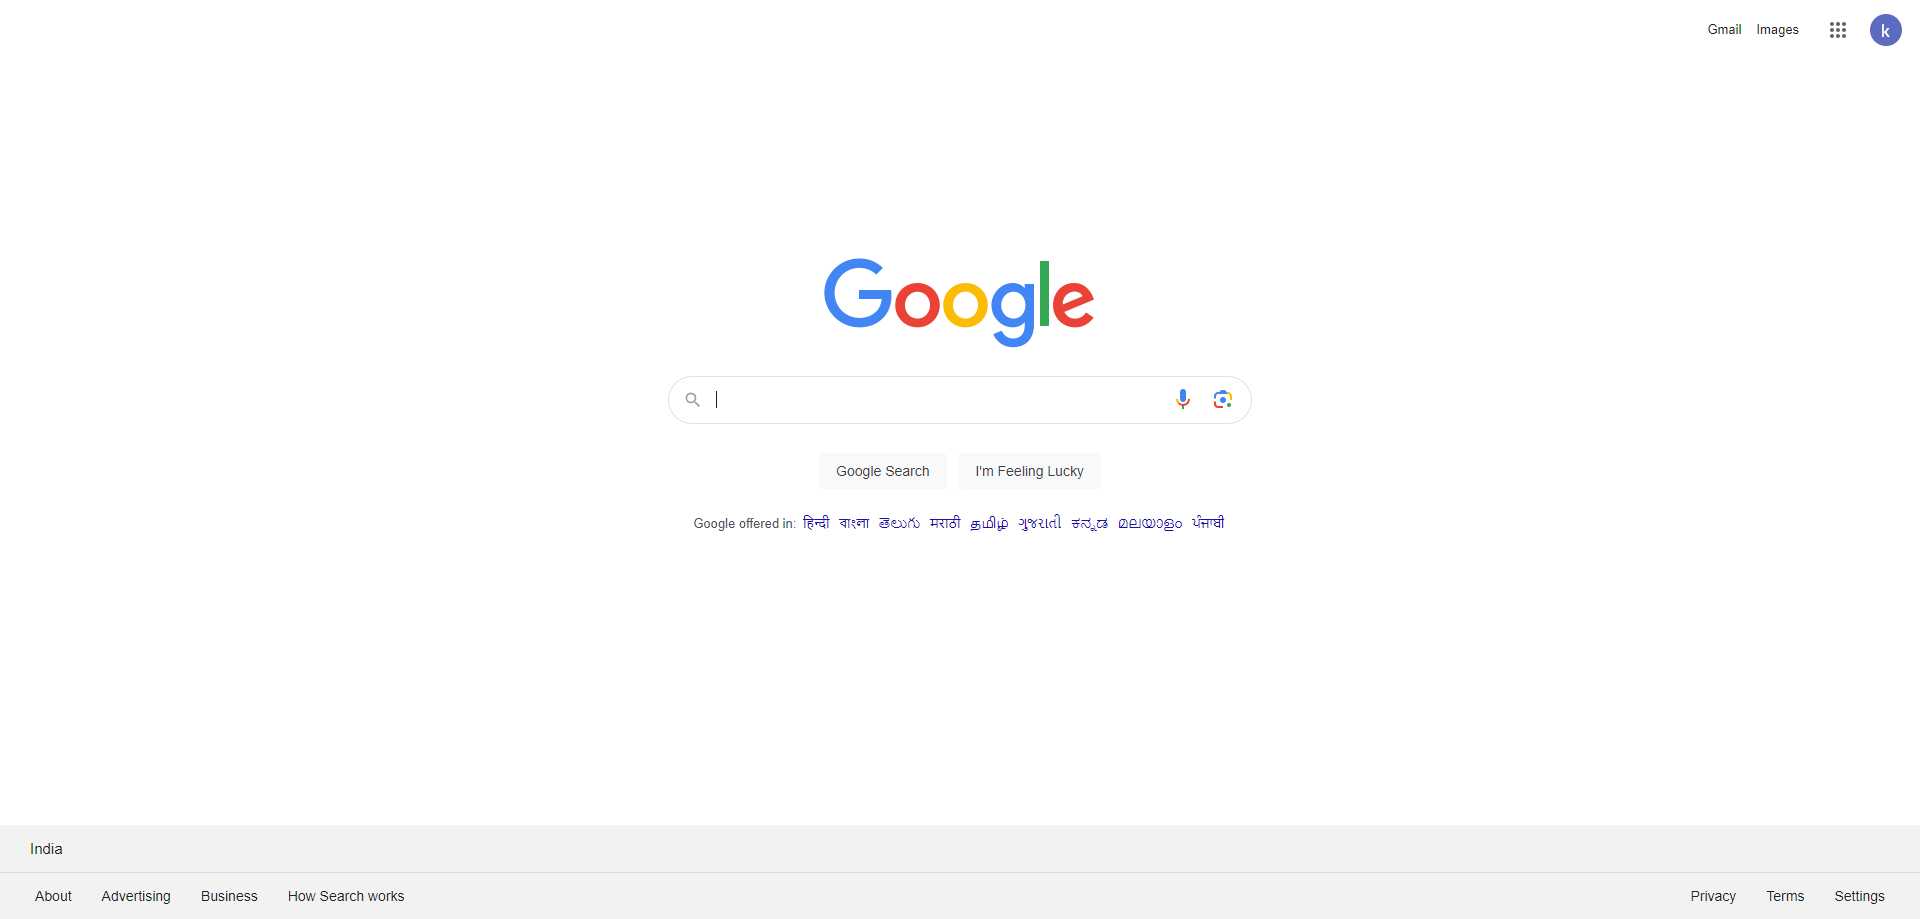 Gmail Images k
Google
Google Search I'm Feeling Lucky
Google offered in: हिन्दी বাংলা తెలుగు मराठी தமிழ் ગુજરાતી ಕನ್ನಡ മലയാളം ਪੰਜਾਬੀ
India
About Advertising Business How Search works Privacy Terms Settings